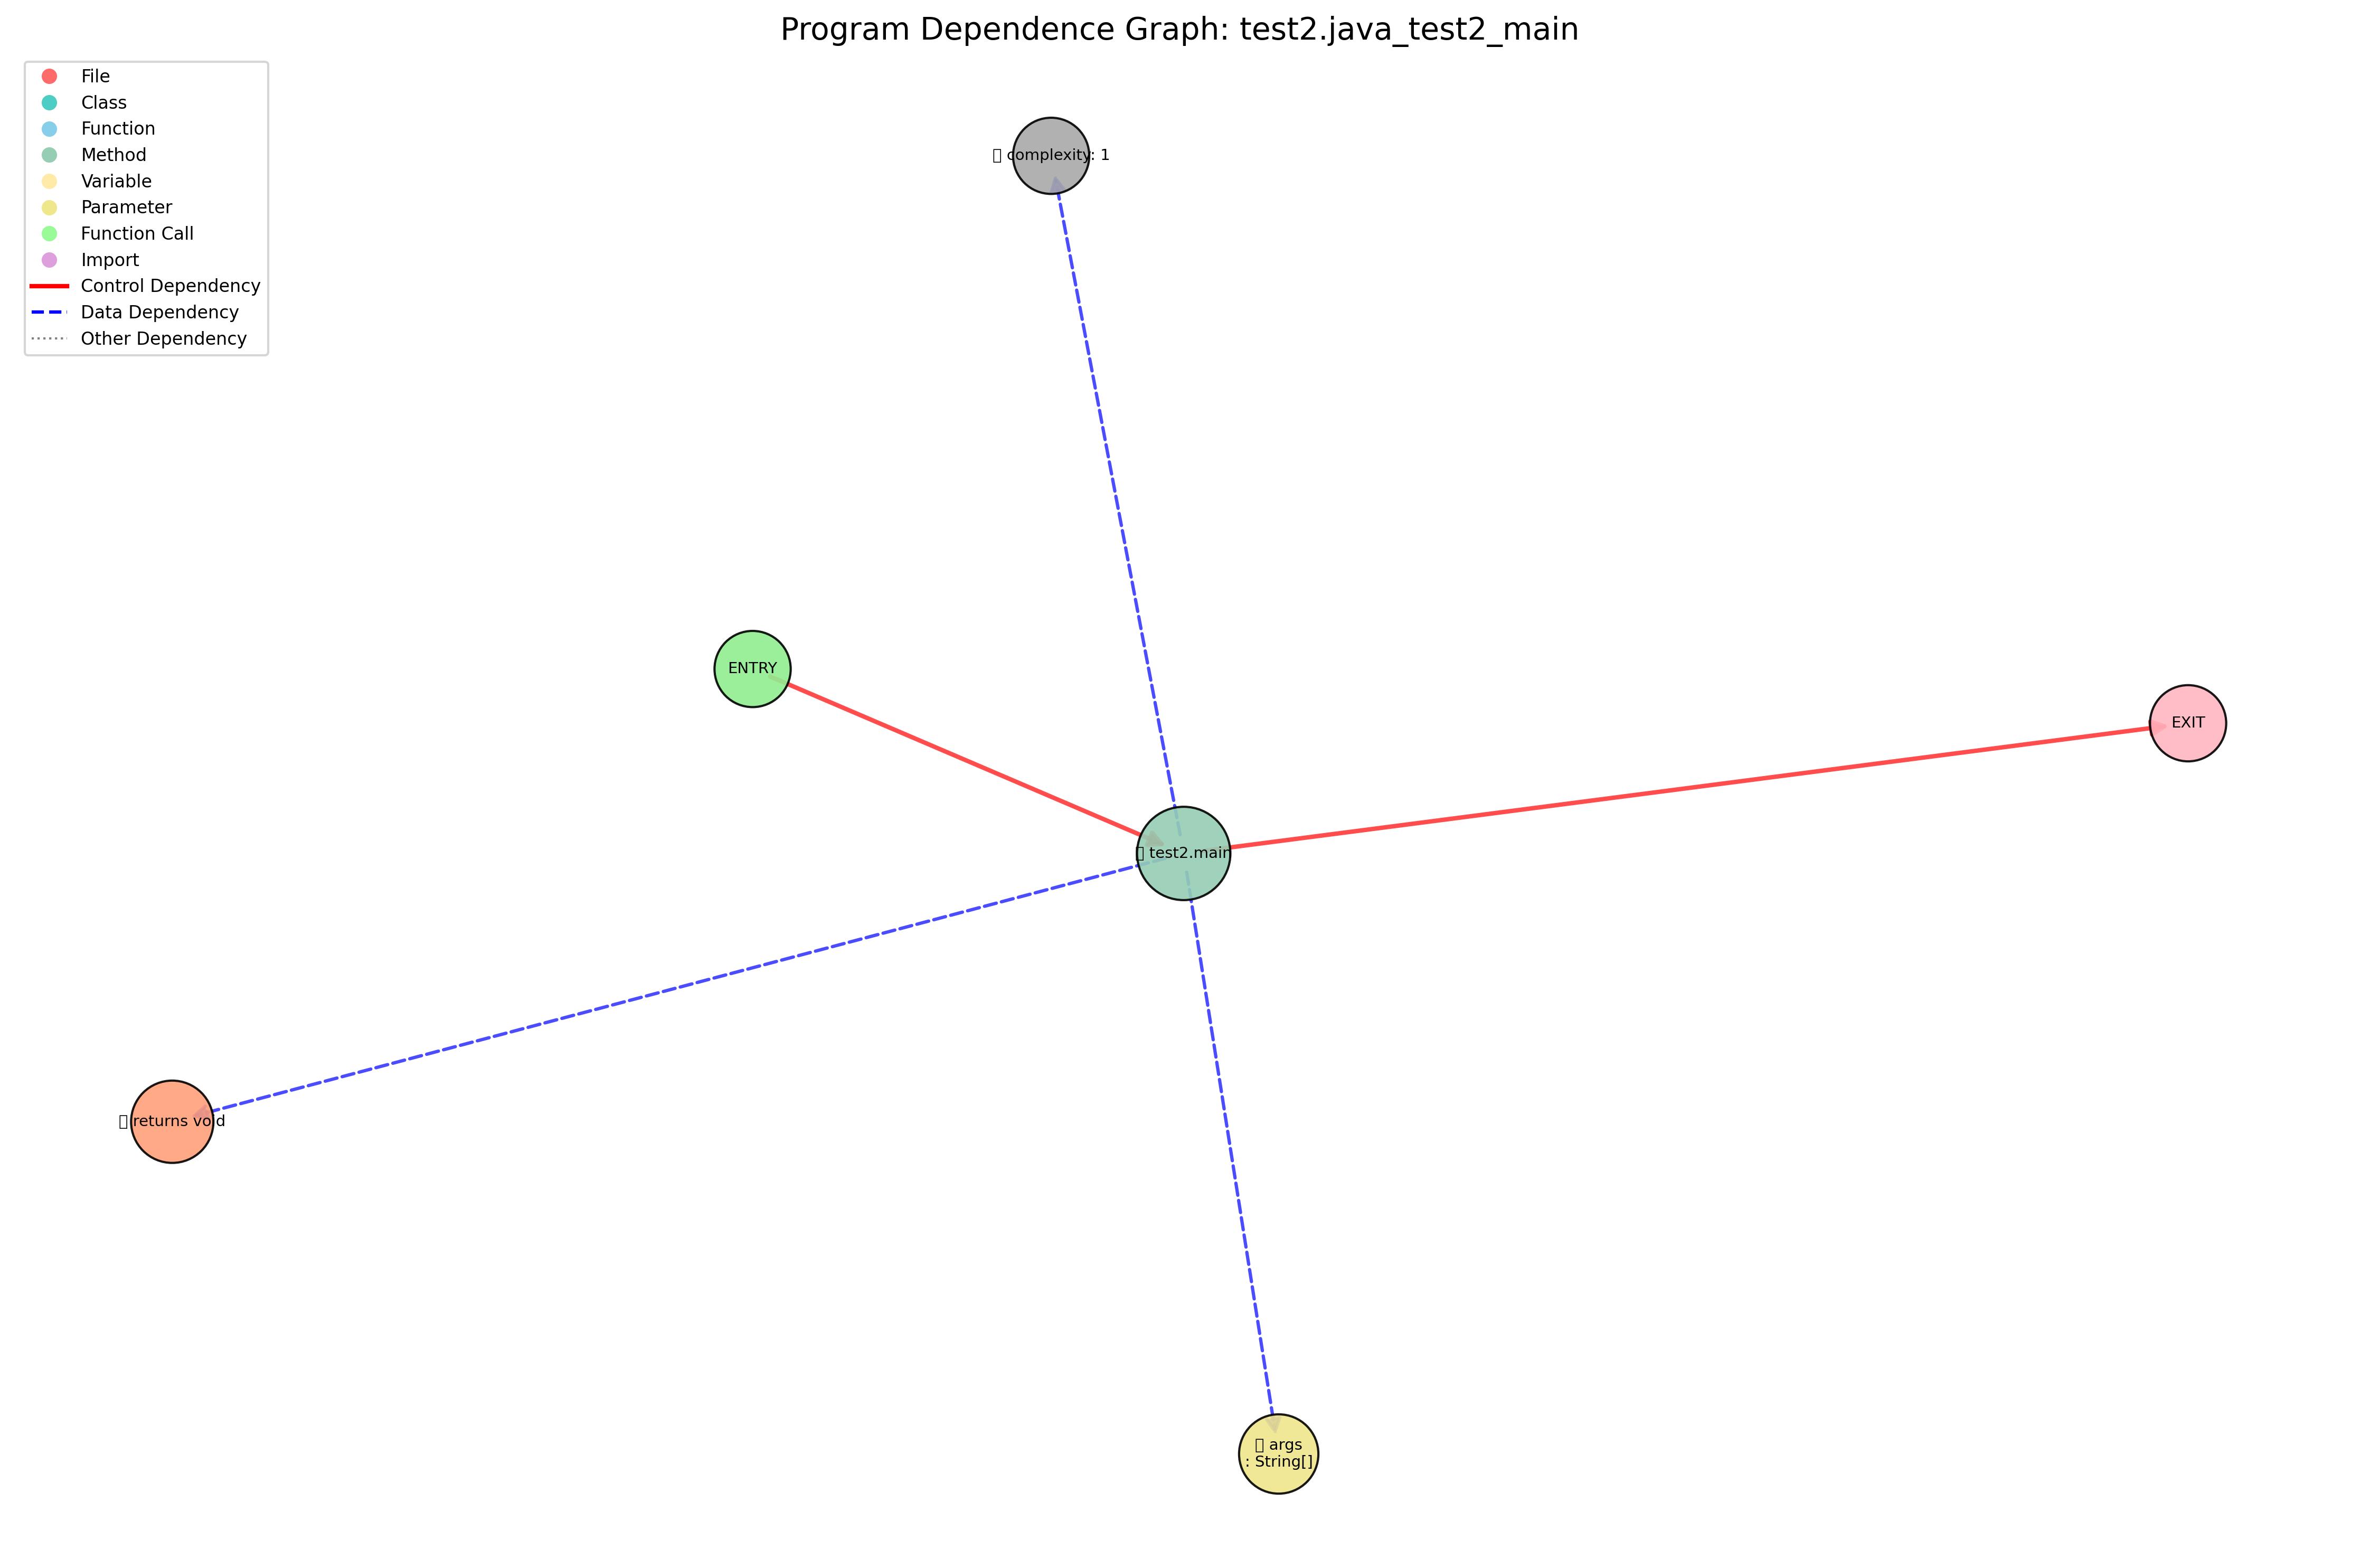 Program Dependence Graph: test2.java_test2_main
File
Class
Function
Method
Variable
Parameter
Function Call
Import
Control Dependency
Data Dependency
Other Dependency
▯ complexity: 1
ENTRY
EXIT
▯ test2.main
▯ returns void
▯ args
: String[]